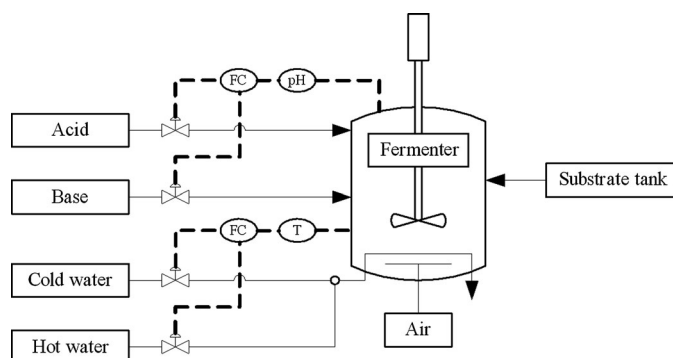 FC
pH
Acid
Fermenter
Substrate tank
Base
FC
T
Cold water
Hot water
Air